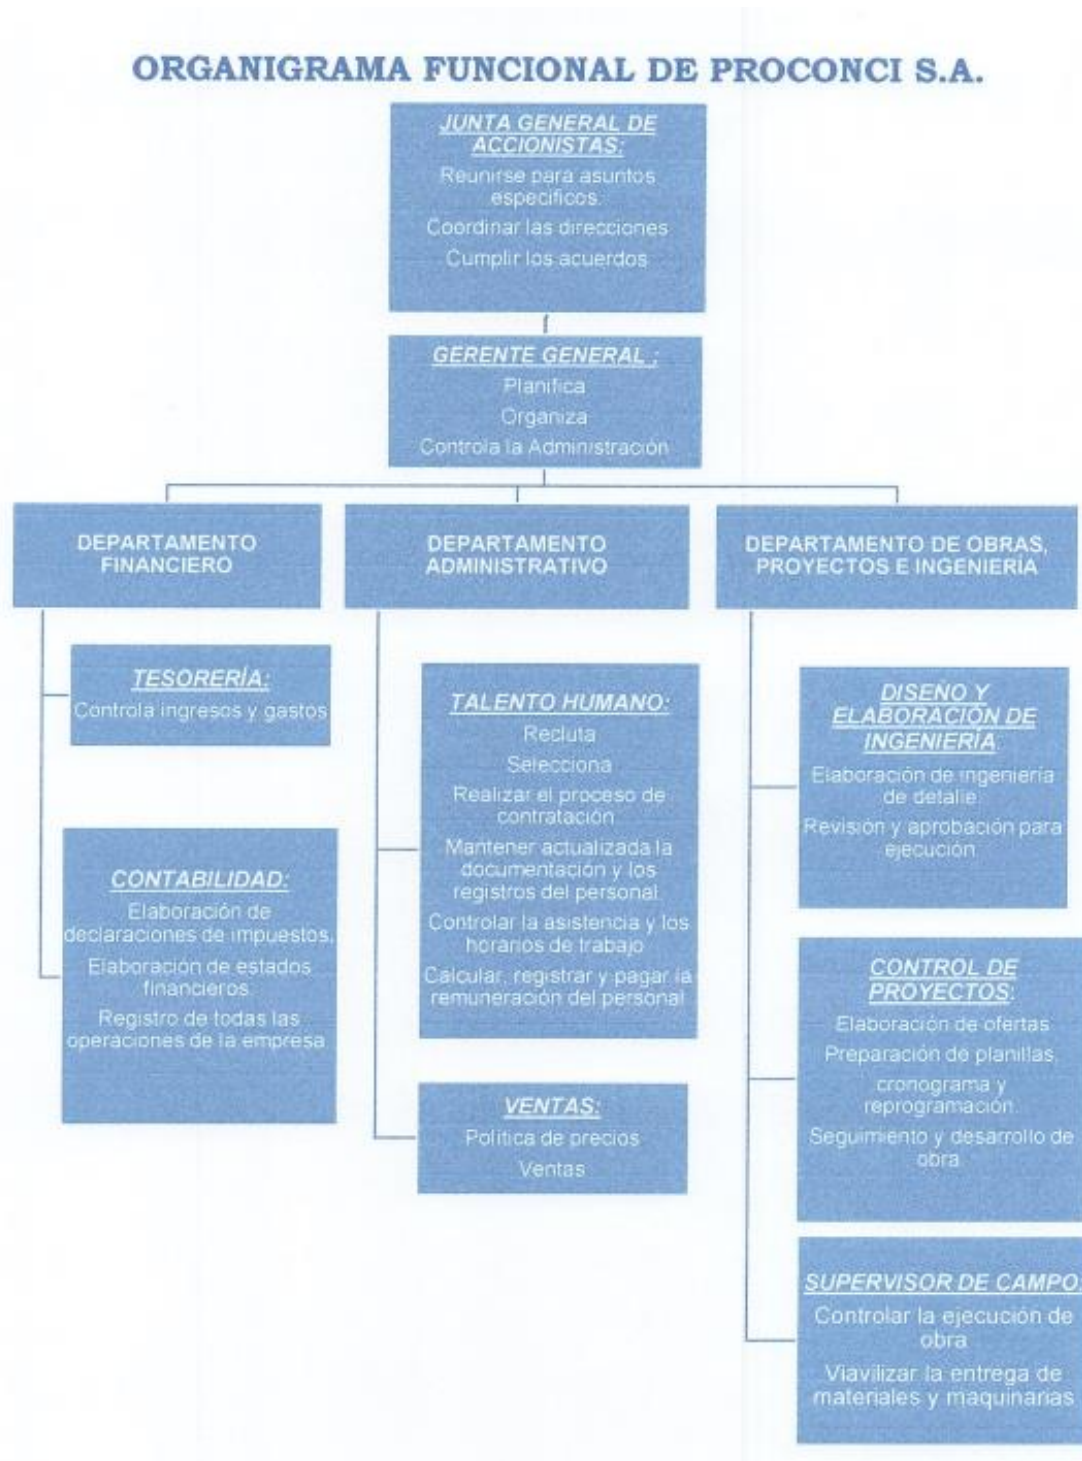 ORGANIGRAMA FUNCIONAL DE PROCONCI S.A.
JUNTA GENERAL DE
ACCIONISTAS:
Reunirse para asuntos
especificos.
Coordinar las direcciones
Cumplir los acuerdos
GERENTE GENERAL :
Planifica
Organiza
Controla la Administración
DEPARTAMENTO
FINANCIERO
TESORERÍA:
Controla ingresos y gastos
CONTABILIDAD:
Elaboración de
declaraciones de impuestos.
Elaboración de estados
financieros.
Registro de todas las
operaciones de la empresa.
DEPARTAMENTO
ADMINISTRATIVO
TALENTO HUMANO:
Recluta
Selecciona
Realizar el proceso de
contratación
Mantener actualizada la
documentación y los
registros del personal.
Controlar la asistencia y los
horarios de trabajo
Calcular, registrar y pagar la
remuneración del personal
VENTAS:
Politica de precios
Ventas
DEPARTAMENTO DE OBRAS,
PROYECTOS E INGENIERÍA
DISEÑO Y
ELABORACIÓN DE
INGENIERÍA:
Elaboración de ingeniería
de detalle.
Revisión y aprobación para
ejecución
CONTROL DE
PROYECTOS:
Elaboración de ofertas
Preparación de planillas,
cronograma y
reprogramación.
Seguimiento y desarrollo de
obra.
SUPERVISOR DE CAMPO:
Controlar la ejecución de
obra
Viavilizar la entrega de
materiales y maquinarias